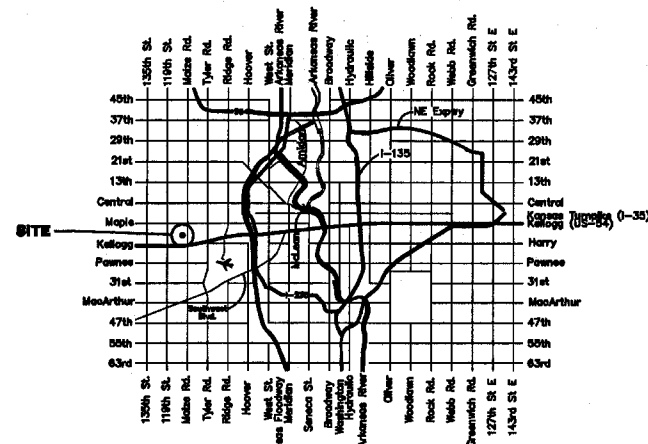 135th St.
119th St.
Maize Rd.
Tyler Rd.
Ridge Rd.
Hoover
West St.
Arkansas River
Meridian
Arkansas River
Broadway
Hydraulic
Hillside
Oliver
Woodlawn
Rock Rd.
Webb Rd.
Greenwich Rd.
127th St. E
143rd St. E
45th
37th
29th
21st
13th
Central
Maple
Kellogg
Pawnee
31st
MacArthur
47th
55th
63rd
SITE
Amidon
McLean
NE Expwy
I-135
Southwest Blvd.
45th
37th
29th
21st
13th
Central
Kansas Turnpike (I-35)
Kellogg (US-54)
Harry
Pawnee
31st
MacArthur
47th
55th
63rd
135th St.
119th St.
Maize Rd.
Tyler Rd.
Ridge Rd.
Hoover
West St.
Floodway
Meridian
Seneca St.
Broadway
Washington
Hydraulic
Arkansas River
Oliver
Woodlawn
Rock Rd.
Webb Rd.
Greenwich Rd.
127th St E
143rd St. E